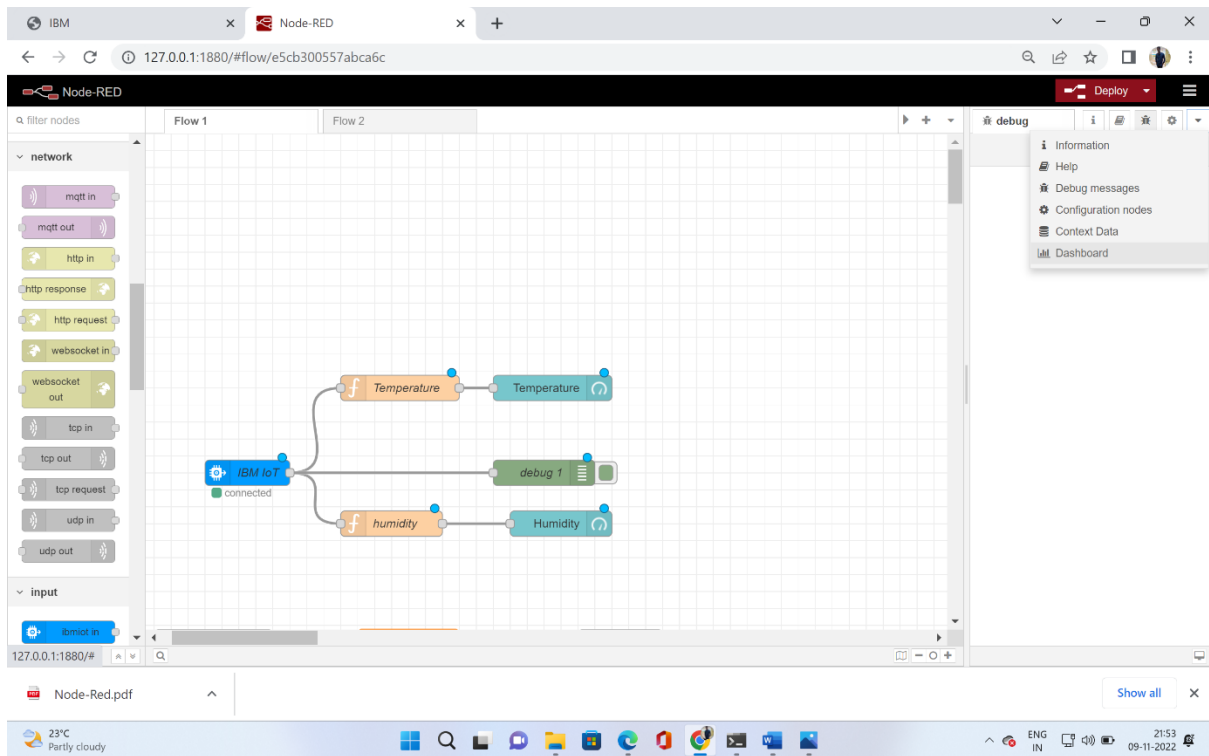 IBM
Node-RED
127.0.0.1:1880/#flow/e5cb300557abca6c
Node-RED
Deploy
filter nodes
Flow 1
Flow 2
debug
i
Information
Help
Debug messages
Configuration nodes
Context Data
Dashboard
network
mqtt in
mqtt out
http in
http response
http request
websocket in
websocket
out
tcp in
tcp out
tcp request
udp in
udp out
input
ibmiot in
f
Temperature
Temperature
IBM IoT
connected
debug 1
f
humidity
Humidity
127.0.0.1:1880/#
PDF
Node-Red.pdf
Show all
23°C
Partly cloudy
ENG
IN
21:53
09-11-2022